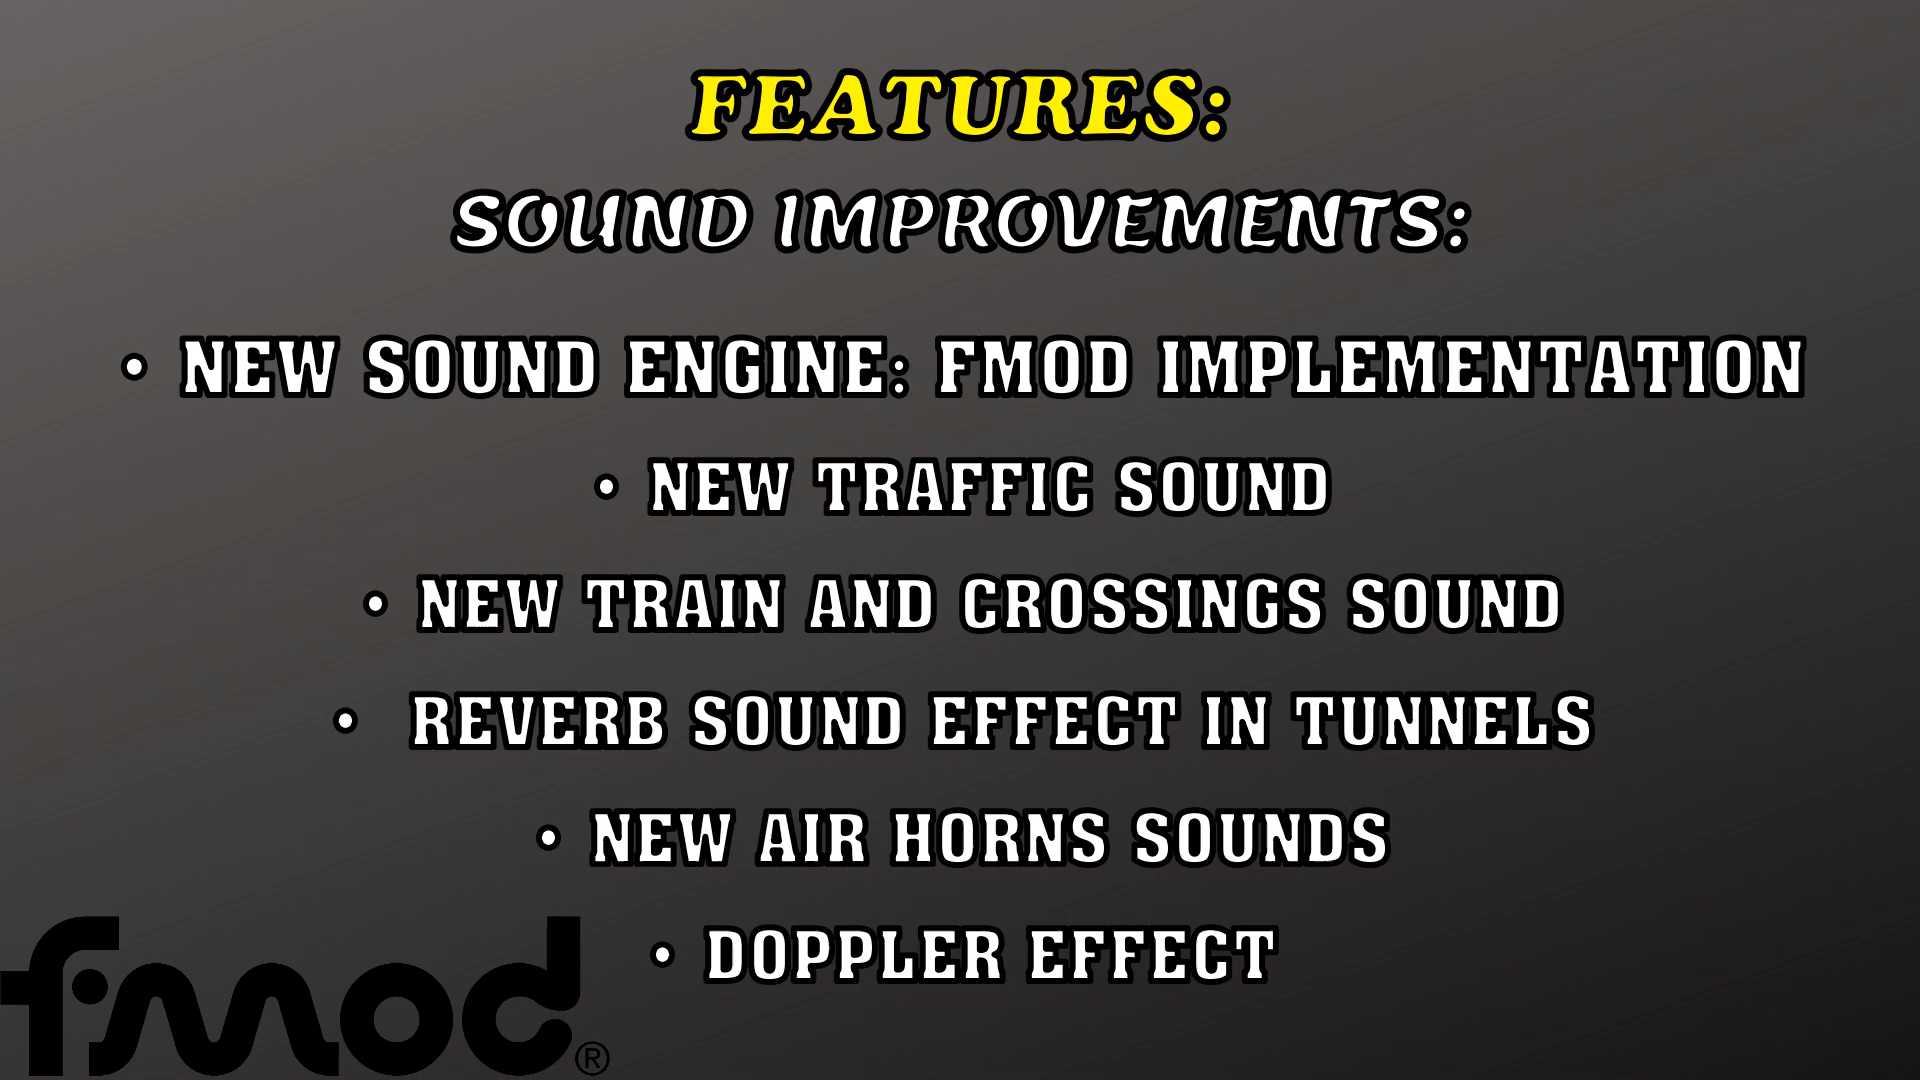 FEATURES:
SOUND IMPROVEMENTS:
• NEW SOUND ENGINE: FMOD IMPLEMENTATION
• NEW TRAFFIC SOUND
• NEW TRAIN AND CROSSINGS SOUND
• REVERB SOUND EFFECT IN TUNNELS
• NEW AIR HORNS SOUNDS
• DOPPLER EFFECT
fmod®